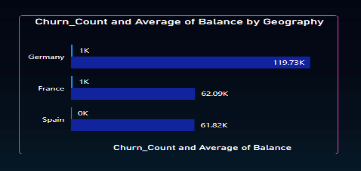 Churn_Count and Average of Balance by Geography
Germany
1K
119.73K
France
1K
62.09K
Spain
0K
61.82K
Churn_Count and Average of Balance